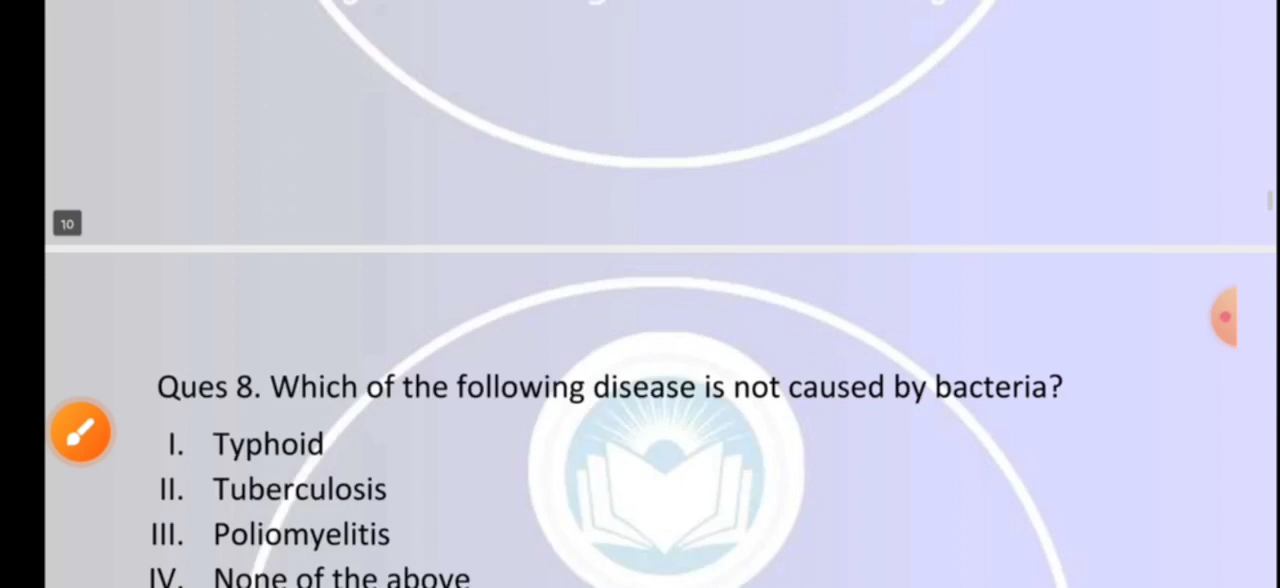 10
Ques 8. Which of the following disease is not caused by bacteria?
I. Typhoid
II. Tuberculosis
III. Poliomyelitis
IV. None of the above